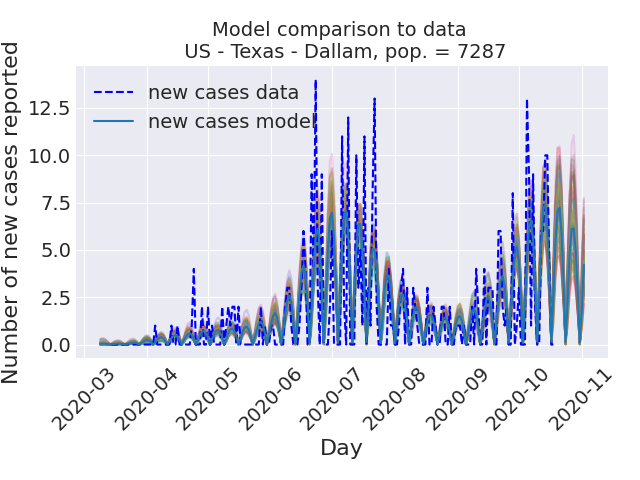 Model comparison to data
US - Texas - Dallam, pop. = 7287
Number of new cases reported
12.5
10.0
7.5
5.0
2.5
0.0
new cases data
new cases model
2020-03
2020-04
2020-05
2020-06
2020-07
2020-08
2020-09
2020-10
2020-11
Day